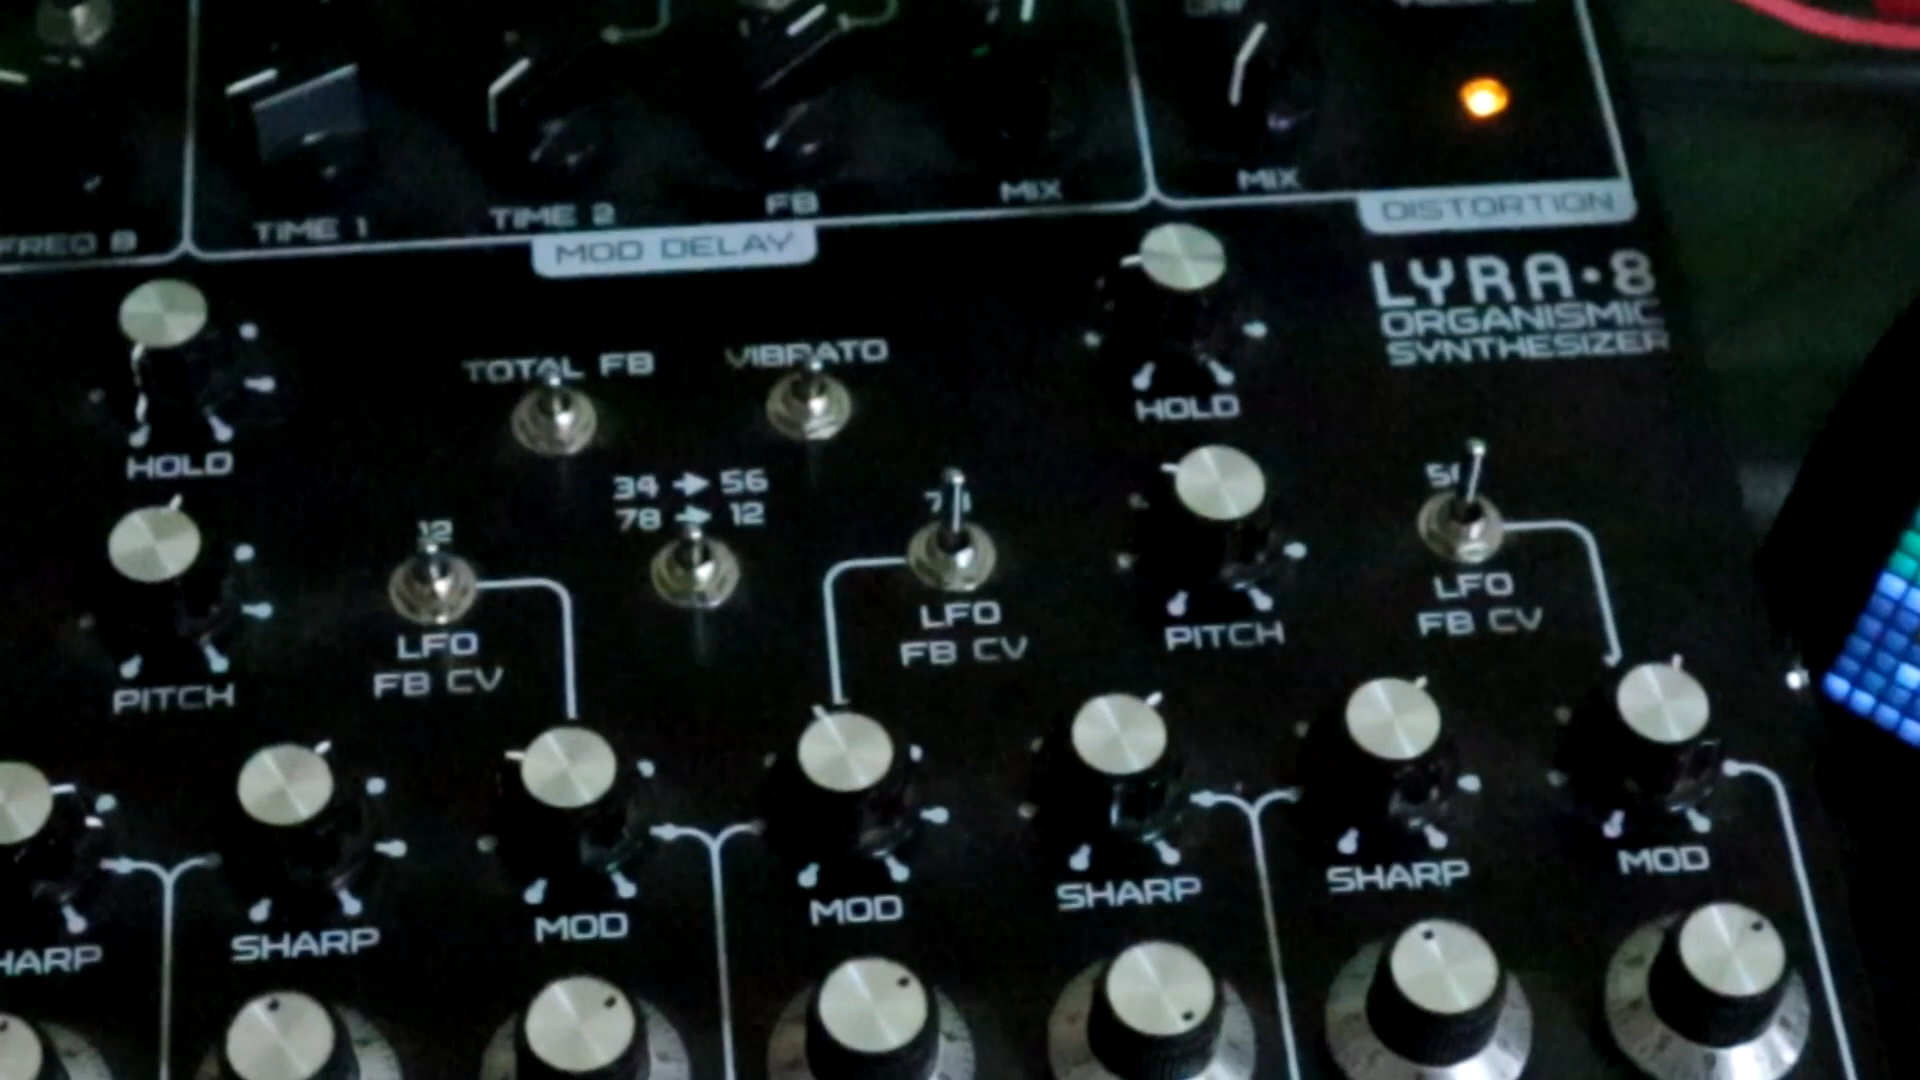 MIX
MIX
FREQ 8
TIME 1
TIME 2
FB
MOD DELAY
DISTORTION
LYRA·8
ORGANISMIC
SYNTHESIZER
TOTAL FB
VIBRATO
HOLD
HOLD
34 → 56
78 → 12
12
LFO
FB CV
LFO
FB CV
LFO
FB CV
PITCH
PITCH
SHARP
MOD
MOD
SHARP
SHARP
MOD